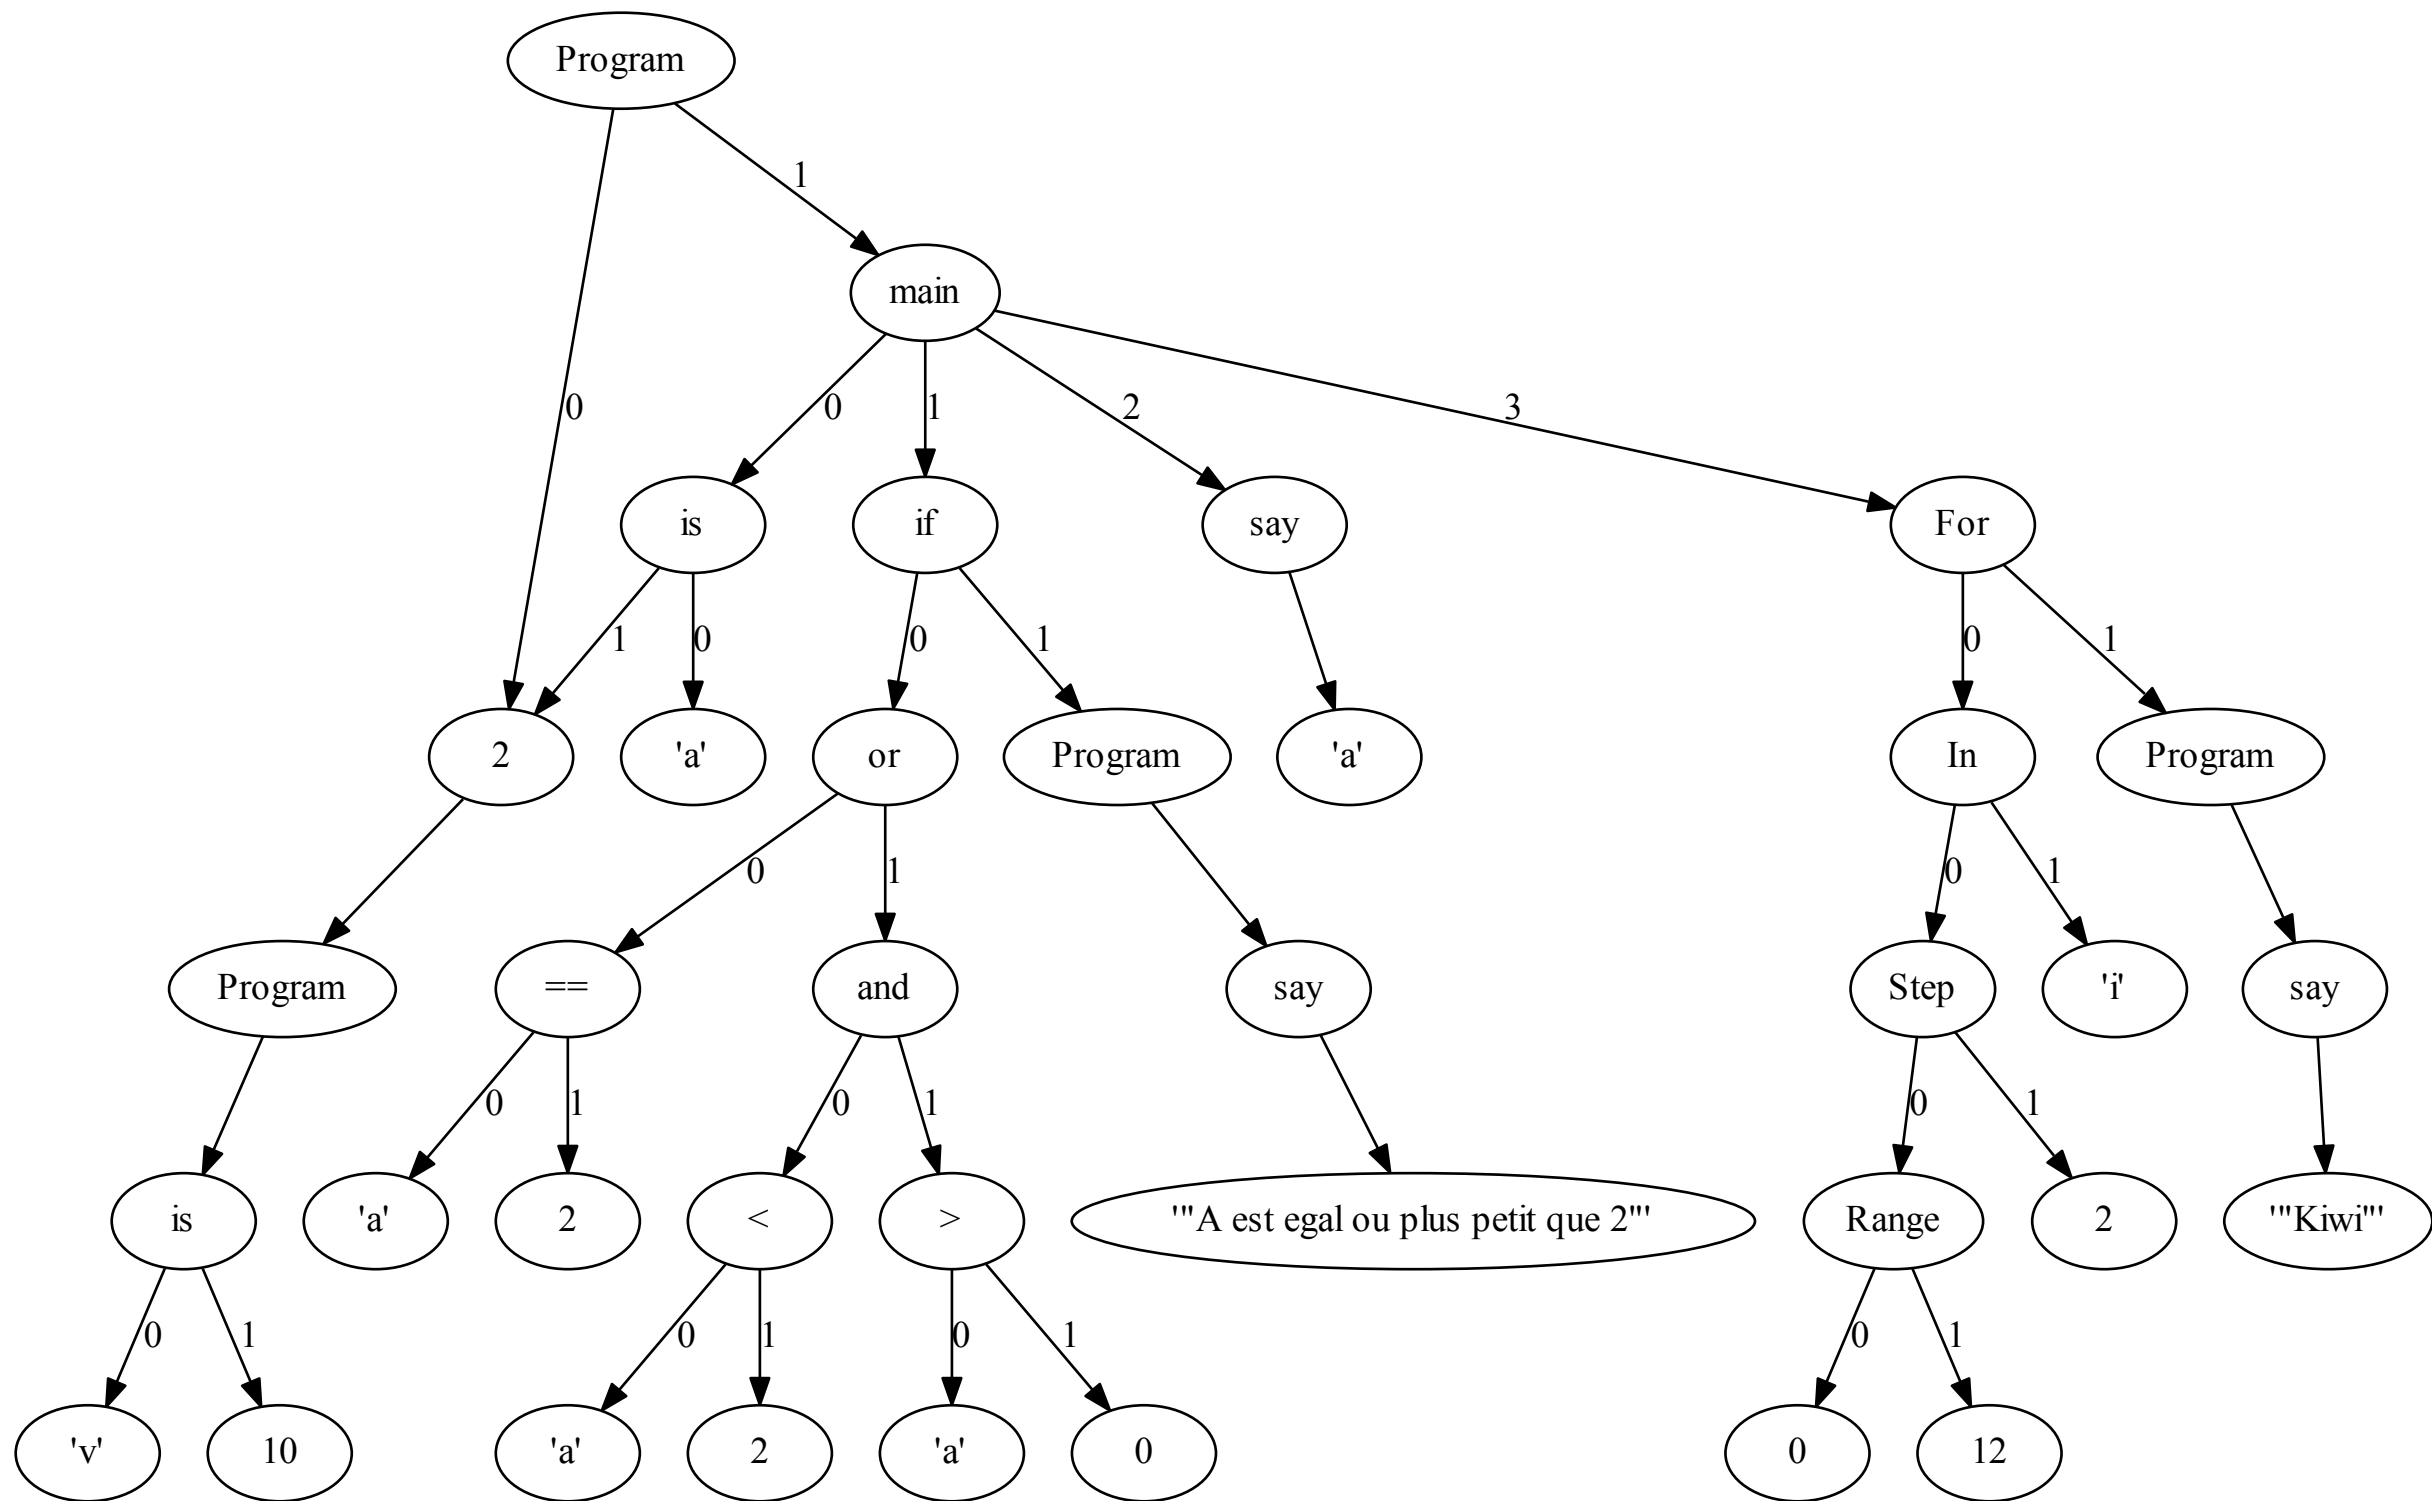 Program
1
main
0
0
1
2
3
is
if
say
For
1
0
0
1
0
1
2
'a'
or
Program
'a'
In
Program
0
1
0
1
Program
==
and
say
Step
'i'
say
0
1
0
1
0
1
is
'a'
2
<
>
'"A est egal ou plus petit que 2"'
Range
2
'"Kiwi"'
0
1
0
1
0
1
0
1
'v'
10
'a'
2
'a'
0
0
12